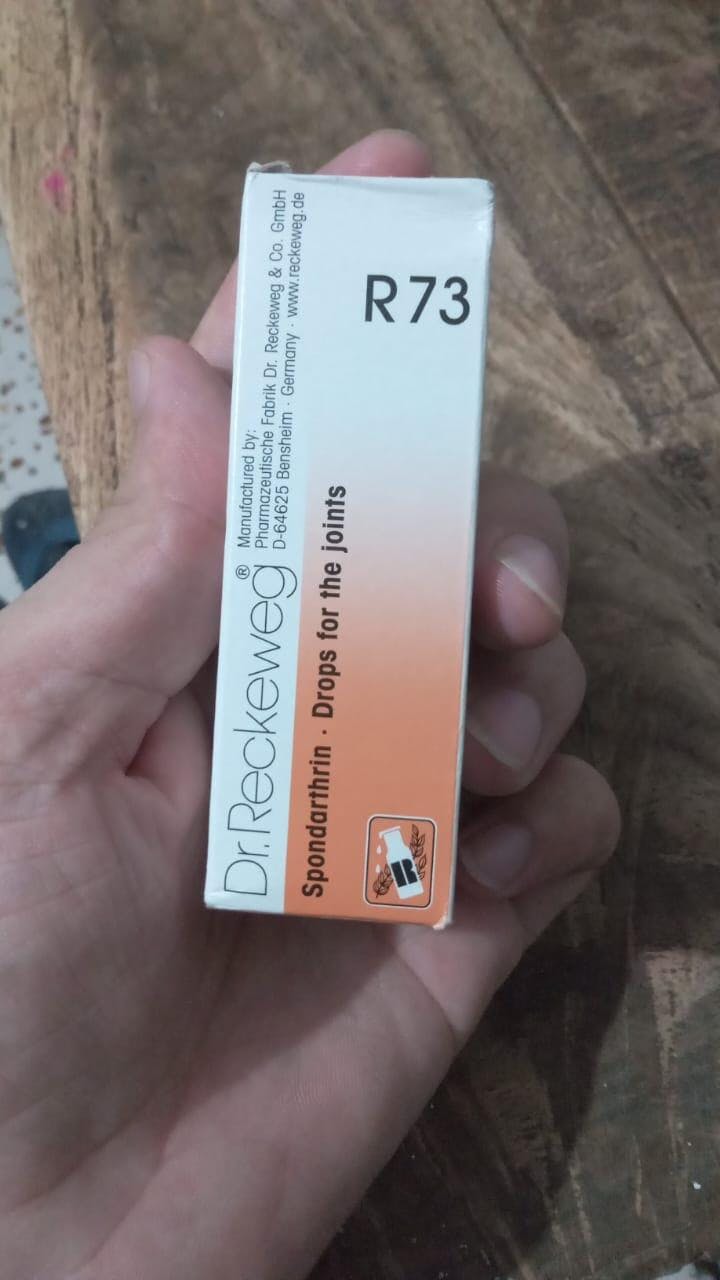 R73
Dr.Reckeweg®
Manufactured by:
Pharmazeutische Fabrik Dr. Reckeweg & Co. GmbH
D-64625 Bensheim · Germany · www.reckeweg.de
Spondarthrin · Drops for the joints
R